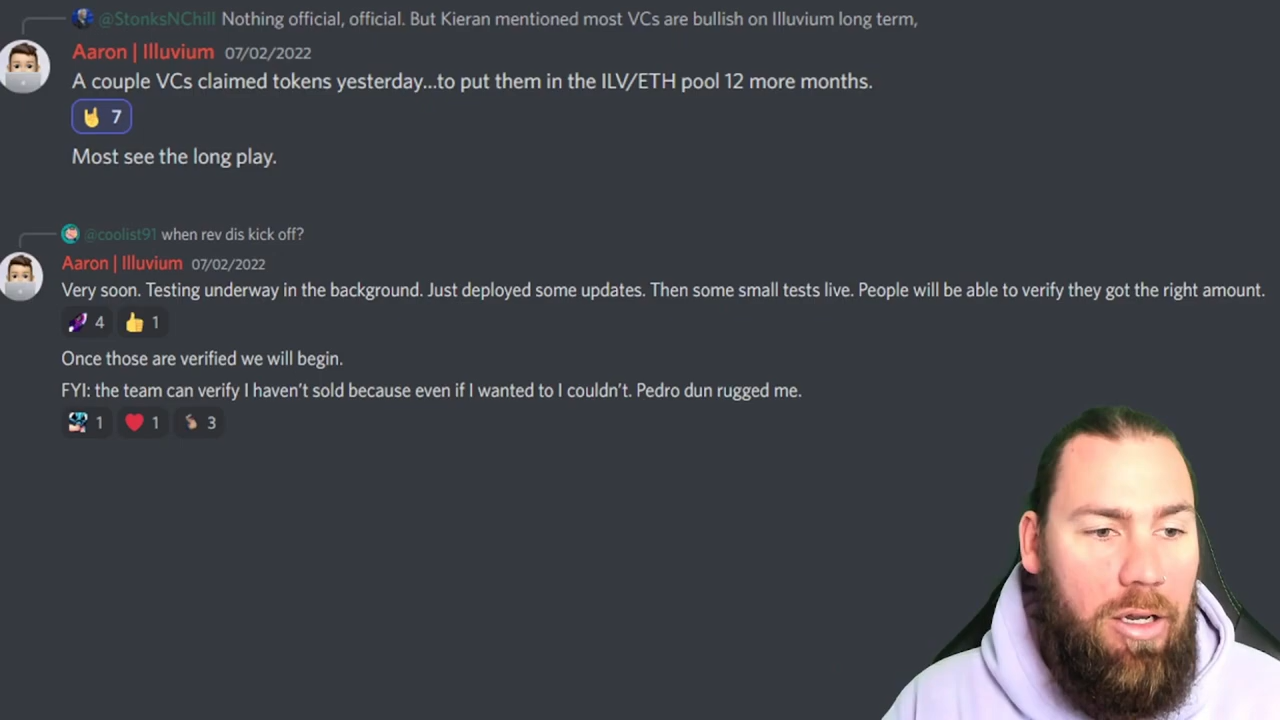 @StonksNChill Nothing official, official. But Kieran mentioned most VCs are bullish on Illuvium long term,
Aaron | Illuvium 07/02/2022
A couple VCs claimed tokens yesterday...to put them in the ILV/ETH pool 12 more months.
7
Most see the long play.
@coolist91 when rev dis kick off?
Aaron | Illuvium 07/02/2022
Very soon. Testing underway in the background. Just deployed some updates. Then some small tests live. People will be able to verify they got the right amount.
4 1
Once those are verified we will begin.
FYI: the team can verify I haven't sold because even if I wanted to I couldn't. Pedro dun rugged me.
1 1 3